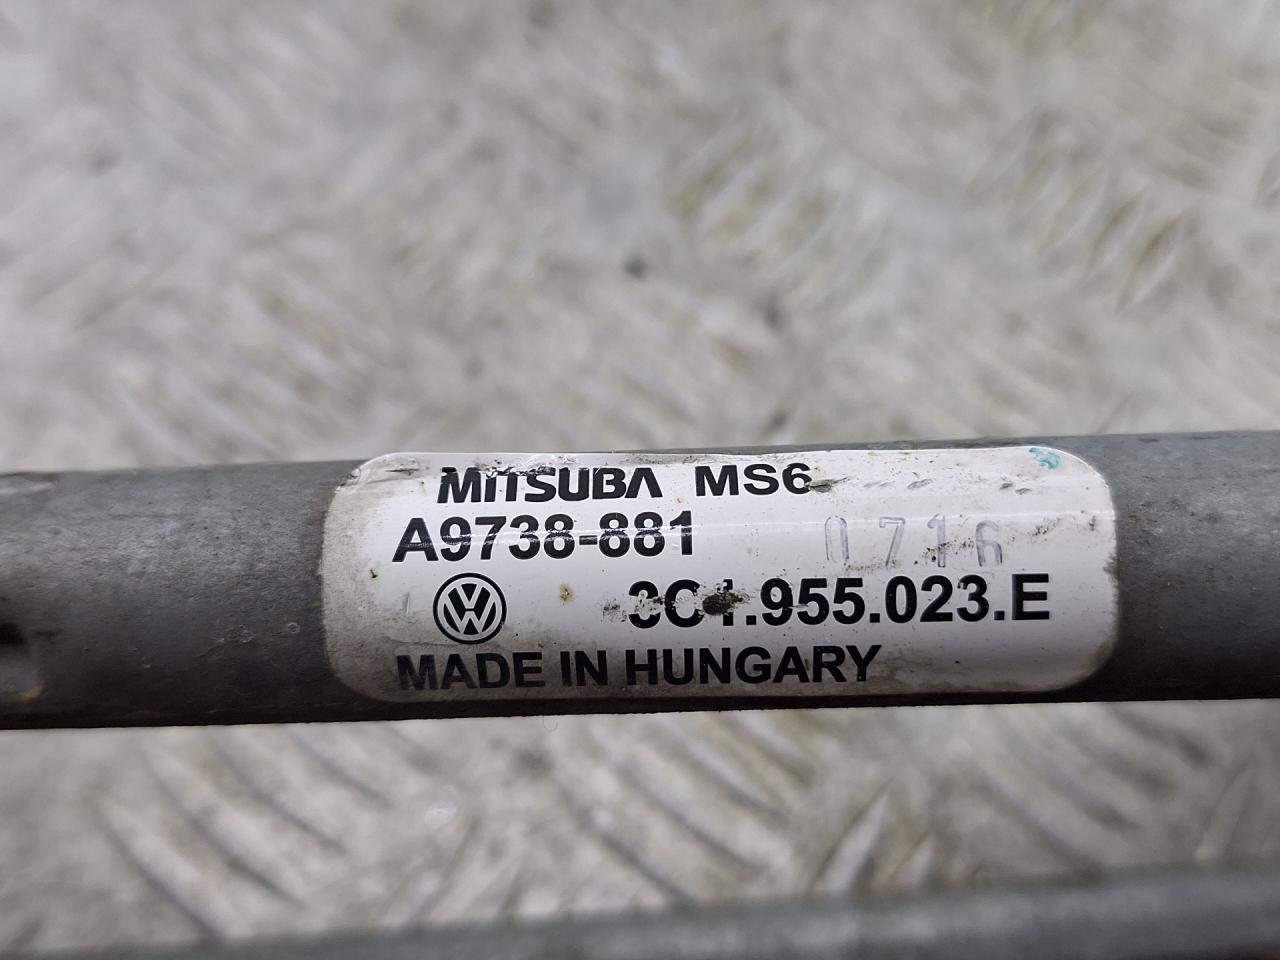 MITSUBA MS6
A9738-881 0716
3C1.955.023.E
MADE IN HUNGARY